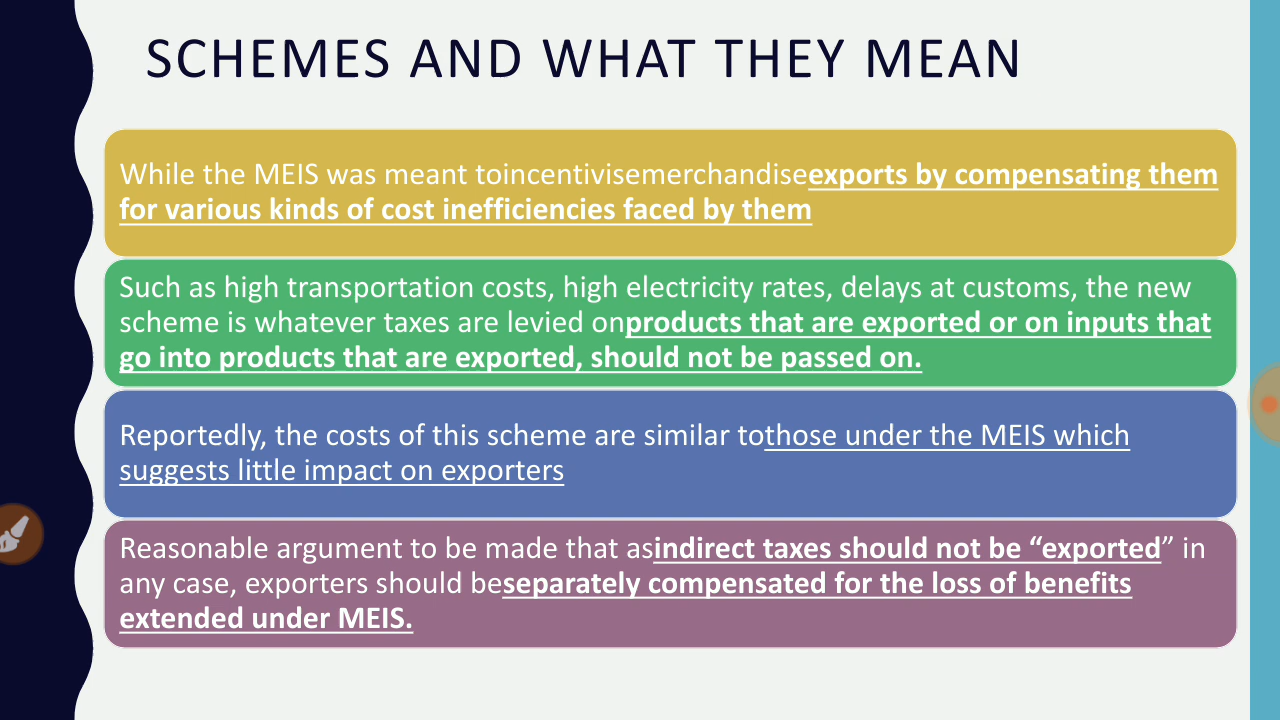 SCHEMES AND WHAT THEY MEAN
While the MEIS was meant toincentivisemerchandiseexports by compensating them
for various kinds of cost inefficiencies faced by them
Such as high transportation costs, high electricity rates, delays at customs, the new
scheme is whatever taxes are levied onproducts that are exported or on inputs that
go into products that are exported, should not be passed on.
Reportedly, the costs of this scheme are similar tothose under the MEIS which
suggests little impact on exporters
Reasonable argument to be made that asindirect taxes should not be “exported” in
any case, exporters should beseparately compensated for the loss of benefits
extended under MEIS.